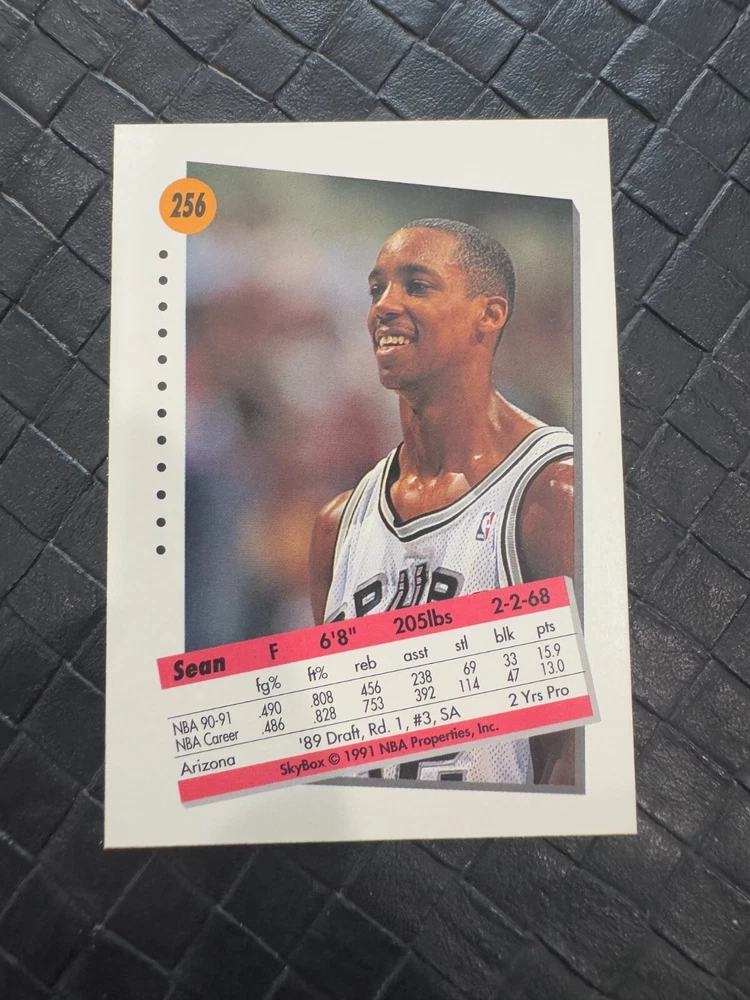 256
SPURS
Sean F 6'8" 205lbs 2-2-68
fg% ft% reb asst stl blk pts
NBA 90-91 .490 .808 456 238 69 33 15.9
NBA Career .486 .828 753 392 114 47 13.0
Arizona '89 Draft, Rd. 1, #3, SA 2 Yrs Pro
SkyBox © 1991 NBA Properties, Inc.